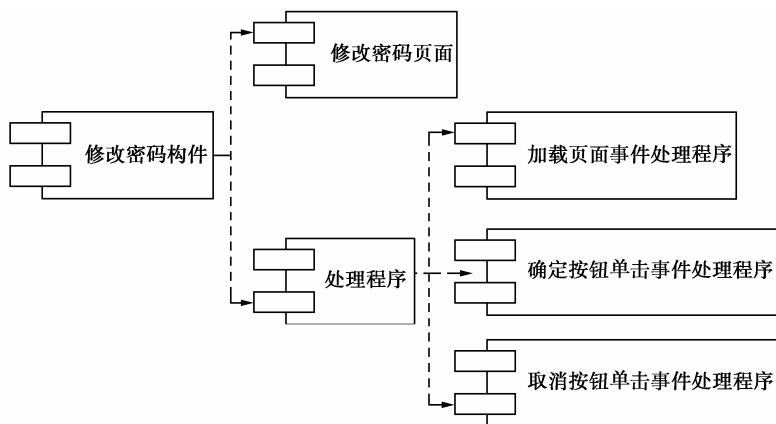 修改密码页面
修改密码构件
加载页面事件处理程序
处理程序
确定按钮单击事件处理程序
取消按钮单击事件处理程序